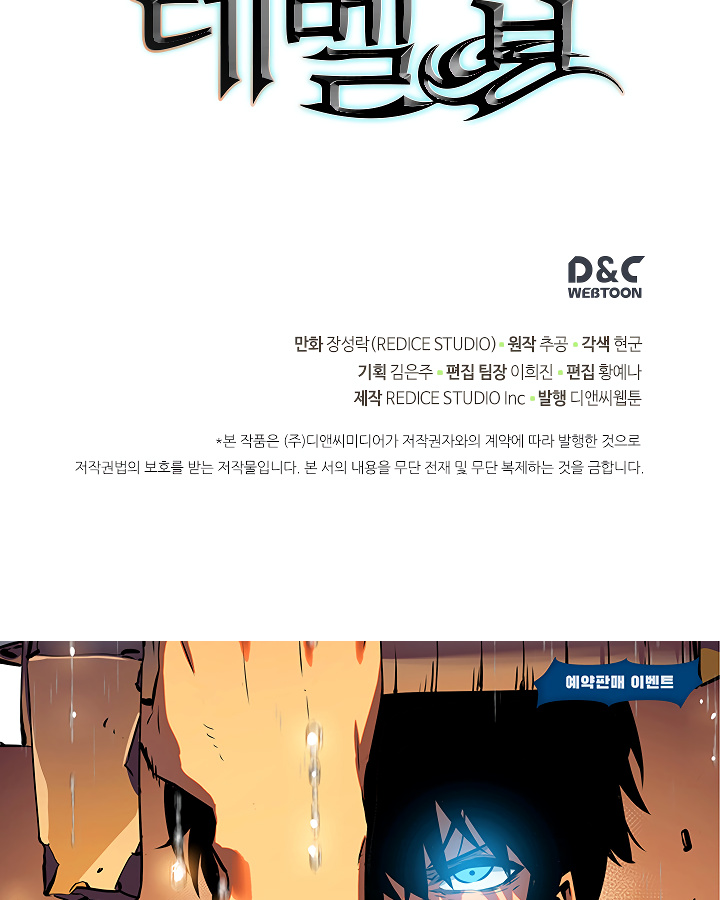 데벨업
D&C
WEBTOON
만화 장성락(REDICE STUDIO) • 원작 추공 • 각색 현군
기획 김은주 • 편집 팀장 이희진 • 편집 황예나
제작 REDICE STUDIO Inc • 발행 디앤씨웹툰
*본 작품은 (주)디앤씨미디어가 저작권자와의 계약에 따라 발행한 것으로
저작권법의 보호를 받는 저작물입니다. 본 서의 내용을 무단 전재 및 무단 복제하는 것을 금합니다.
예약판매 이벤트